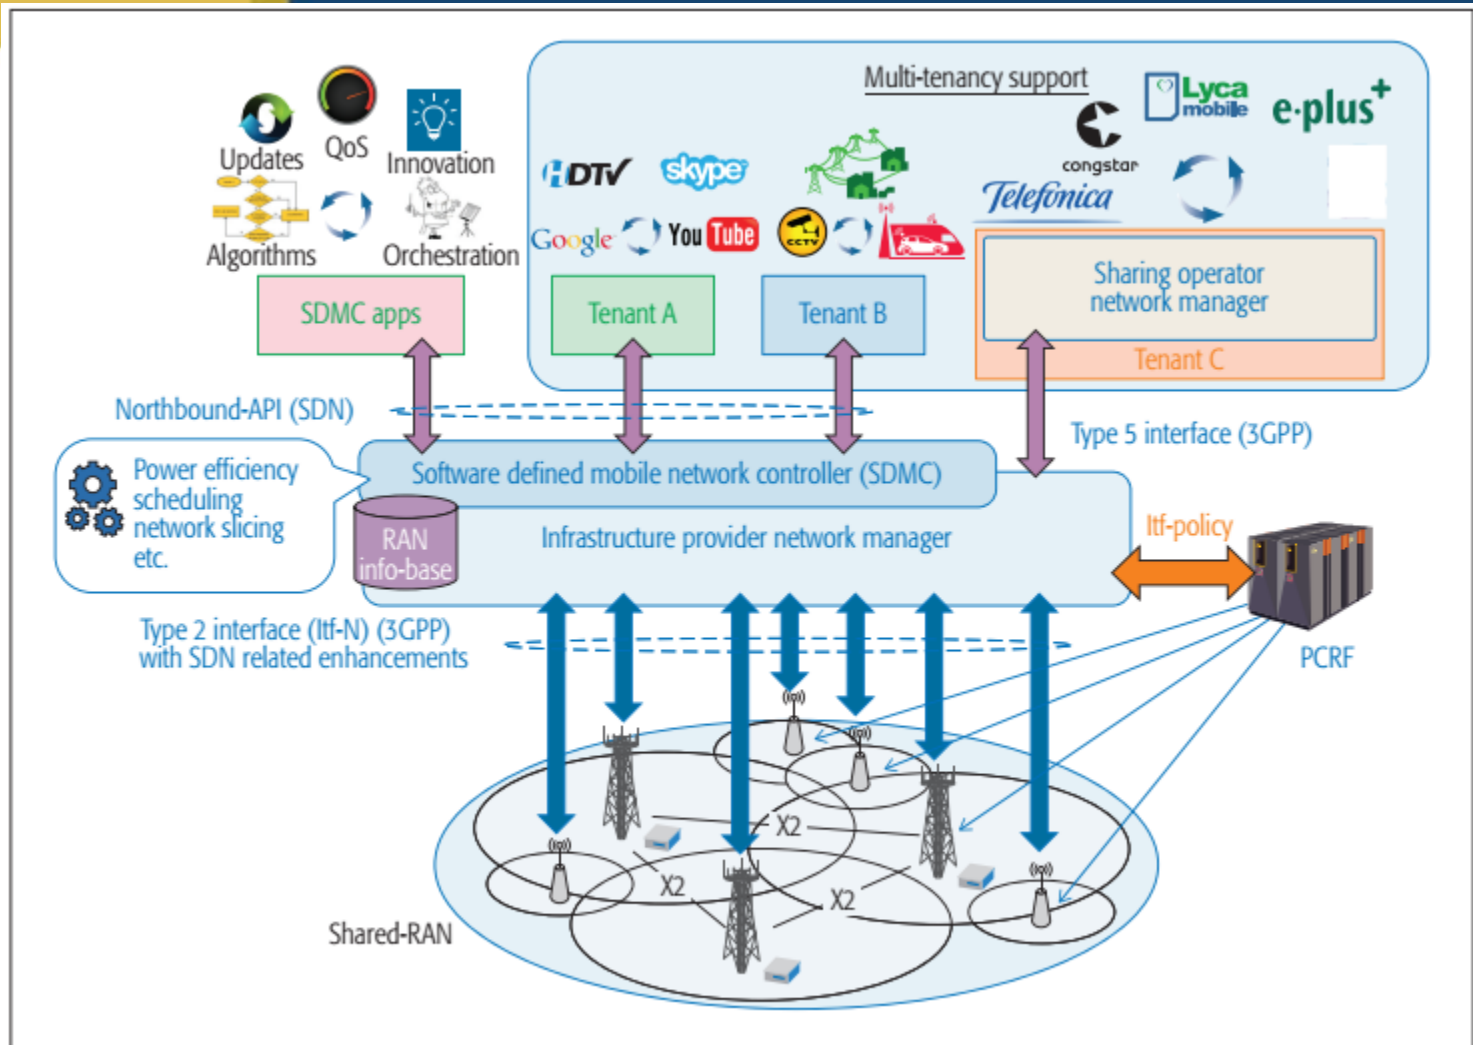 Multi-tenancy support
Updates
QoS
Innovation
Algorithms
Orchestration
HDTV
skype
Google
You Tube
CCTV
congstar
Lyca
mobile
e·plus+
Telefónica
SDMC apps
Tenant A
Tenant B
Sharing operator
network manager
Tenant C
Northbound-API (SDN)
Type 5 interface (3GPP)
Power efficiency
scheduling
network slicing
etc.
Software defined mobile network controller (SDMC)
RAN
info-base
Infrastructure provider network manager
Itf-policy
PCRF
Type 2 interface (Itf-N) (3GPP)
with SDN related enhancements
X2
X2
X2
Shared-RAN